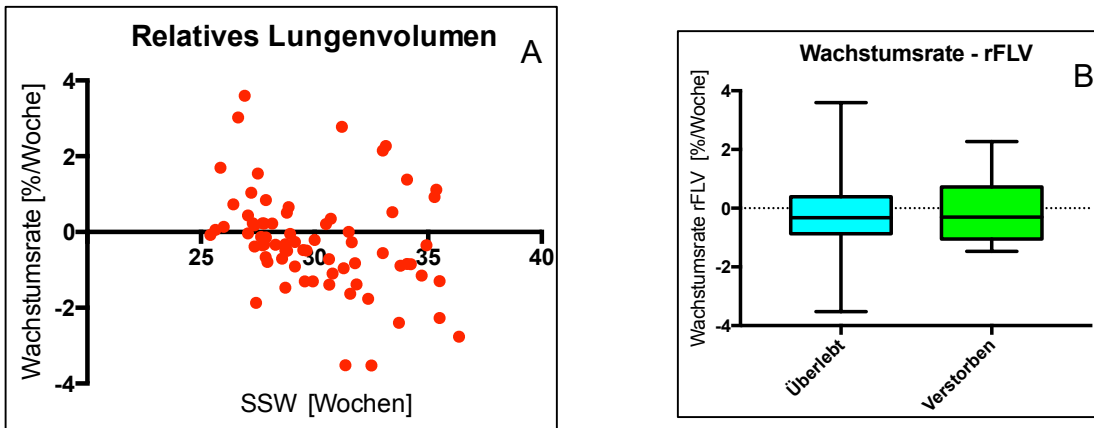 Relatives Lungenvolumen
A
Wachstumsrate [%/Woche]
4
2
0
-2
-4
25
30
35
40
SSW [Wochen]
Wachstumsrate - rFLV
B
Wachstumsrate rFLV [%/Woche]
4
2
0
-2
-4
Überlebt
Verstorben